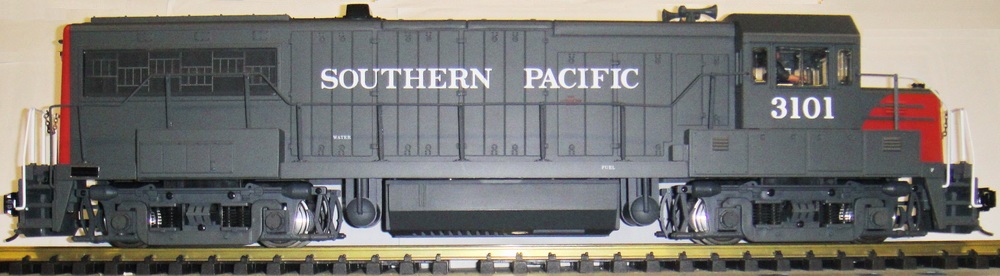 SOUTHERN PACIFIC
3101
WATER
FUEL